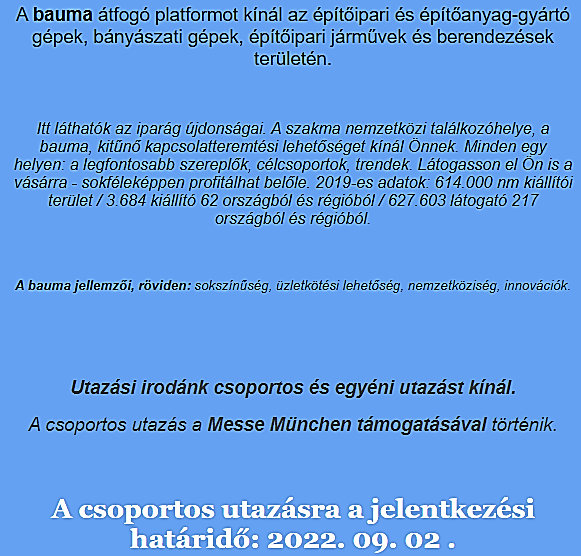 A bauma átfogó platformot kínál az építőipari és építőanyag-gyártó
gépek, bányászati gépek, építőipari járművek és berendezések
területén.
Itt láthatók az iparág újdonságai. A szakma nemzetközi találkozóhelye, a
bauma, kitűnő kapcsolatteremtési lehetőséget kínál Önnek. Minden egy
helyen: a legfontosabb szereplők, célcsoportok, trendek. Látogasson el Ön is a
vásárra - sokféleképpen profitálhat belőle. 2019-es adatok: 614.000 nm kiállítói
terület / 3.684 kiállító 62 országból és régióból / 627.603 látogató 217
országból és régióból.
A bauma jellemzői, röviden: sokszínűség, üzletkötési lehetőség, nemzetköziség, innovációk.
Utazási irodánk csoportos és egyéni utazást kínál.
A csoportos utazás a Messe München támogatásával történik.
A csoportos utazásra a jelentkezési
határidő: 2022. 09. 02 .